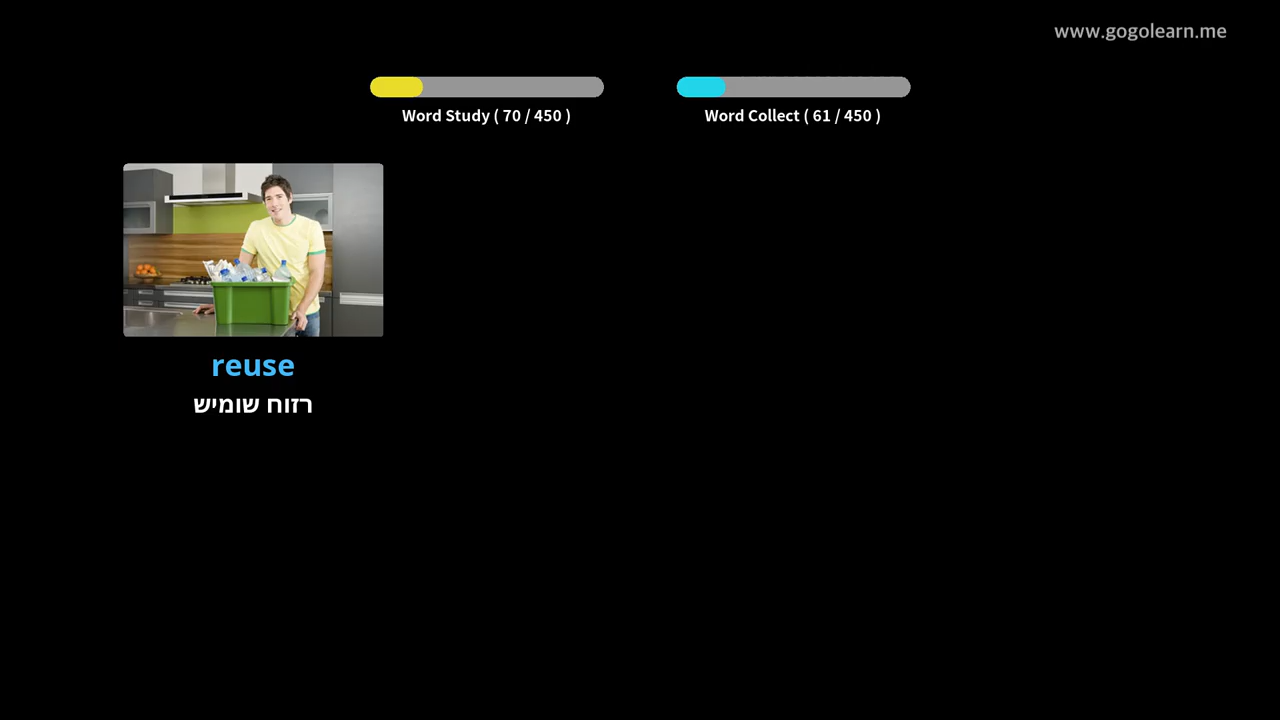 www.gogolearn.me
Word Study ( 70 / 450 )
Word Collect ( 61 / 450 )
reuse
רזוח שומיש